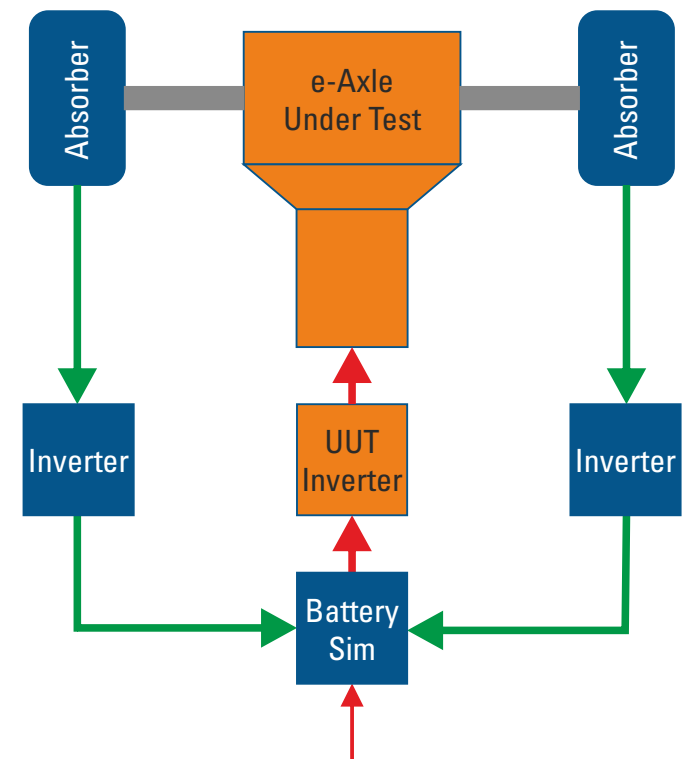 Absorber
e-Axle
Under Test
Absorber
Inverter
UUT
Inverter
Inverter
Battery
Sim